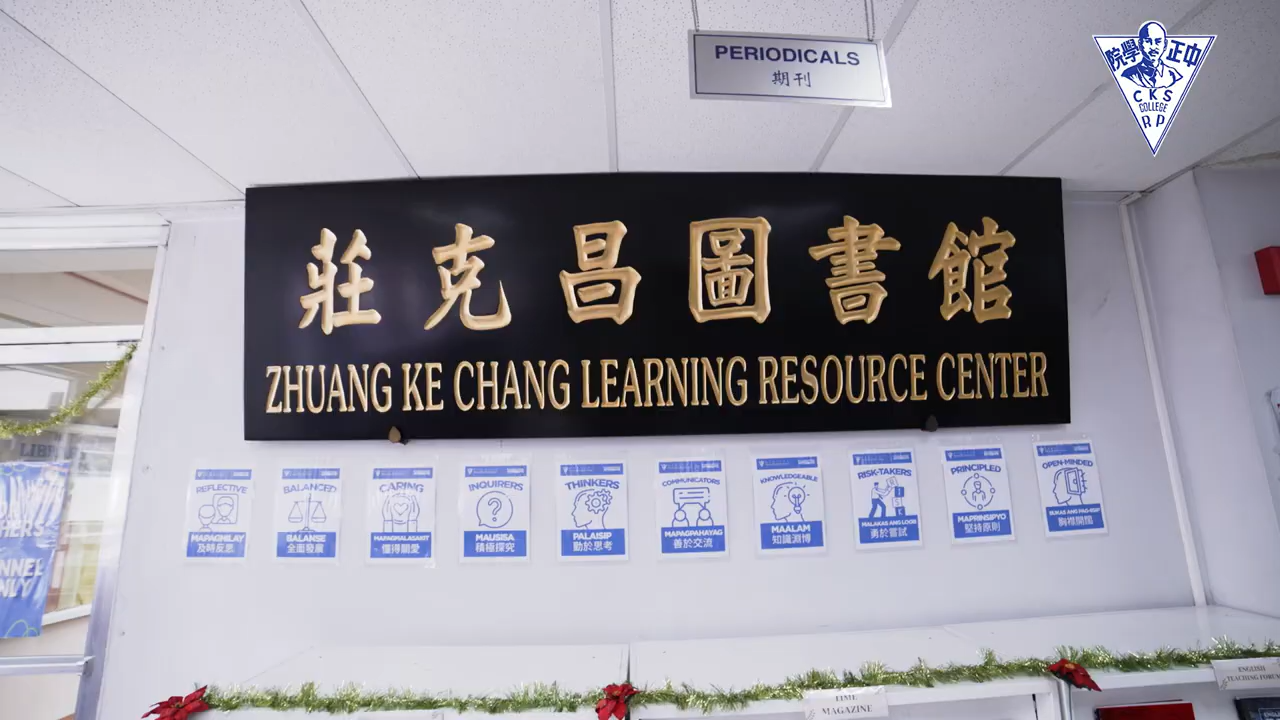 PERIODICALS
期刊
院學 正中
CKS
COLLEGE
R P
莊克昌圖書館
ZHUANG KE CHANG LEARNING RESOURCE CENTER
REFLECTIVE
MAPAGNILAY
及時反思
BALANCED
BALANSE
全面發展
CARING
MAPAGMALASAKIT
懂得關愛
INQUIRERS
MAUSISA
積極探究
THINKERS
PALAISIP
勤於思考
COMMUNICATORS
MAPAGPAHAYAG
善於交流
KNOWLEDGEABLE
MAALAM
知識淵博
RISK-TAKERS
MALAKAS ANG LOOB
勇於嘗試
PRINCIPLED
MAPRINSIPYO
堅持原則
OPEN-MINDED
BUKAS ANG PAG-IISIP
胸襟開闊
HERS
NNEL
NLY
TIME
MAGAZINE
ENGLISH
TEACHING FORUM